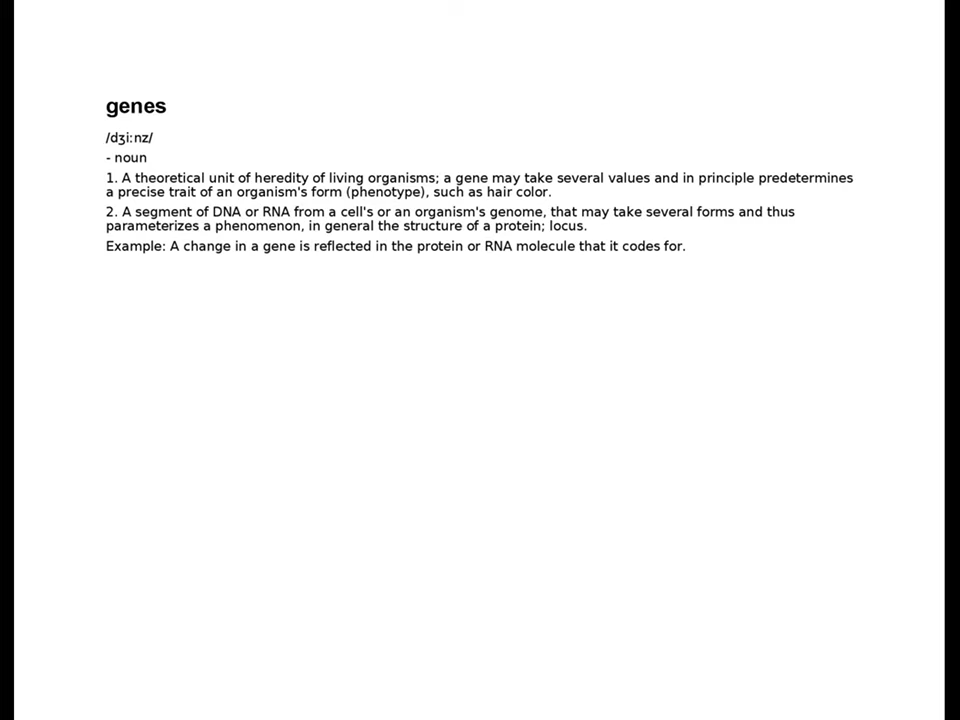 genes
/dʒiːnz/
- noun
1. A theoretical unit of heredity of living organisms; a gene may take several values and in principle predetermines
a precise trait of an organism's form (phenotype), such as hair color.
2. A segment of DNA or RNA from a cell's or an organism's genome, that may take several forms and thus
parameterizes a phenomenon, in general the structure of a protein; locus.
Example: A change in a gene is reflected in the protein or RNA molecule that it codes for.